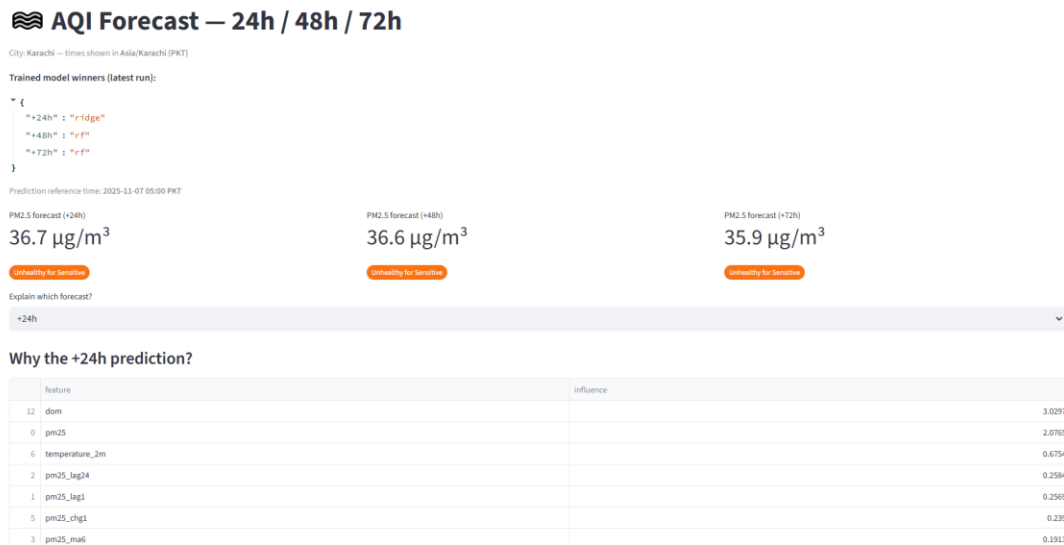 AQI Forecast — 24h / 48h / 72h
City: Karachi — times shown in Asia/Karachi (PKT)
Trained model winners (latest run):
{
"+24h" : "ridge"
"+48h" : "rf"
"+72h" : "rf"
}
Prediction reference time: 2025-11-07 05:00 PKT
PM2.5 forecast (+24h) PM2.5 forecast (+48h) PM2.5 forecast (+72h)
36.7 µg/m³ 36.6 µg/m³ 35.9 µg/m³
Unhealthy for Sensitive Unhealthy for Sensitive Unhealthy for Sensitive
Explain which forecast?
+24h
Why the +24h prediction?
feature influence
12 dom 3.0297
0 pm25 2.0765
6 temperature_2m 0.6754
2 pm25_lag24 0.2584
1 pm25_lag1 0.2565
5 pm25_chg1 0.239
3 pm25_ma6 0.1913